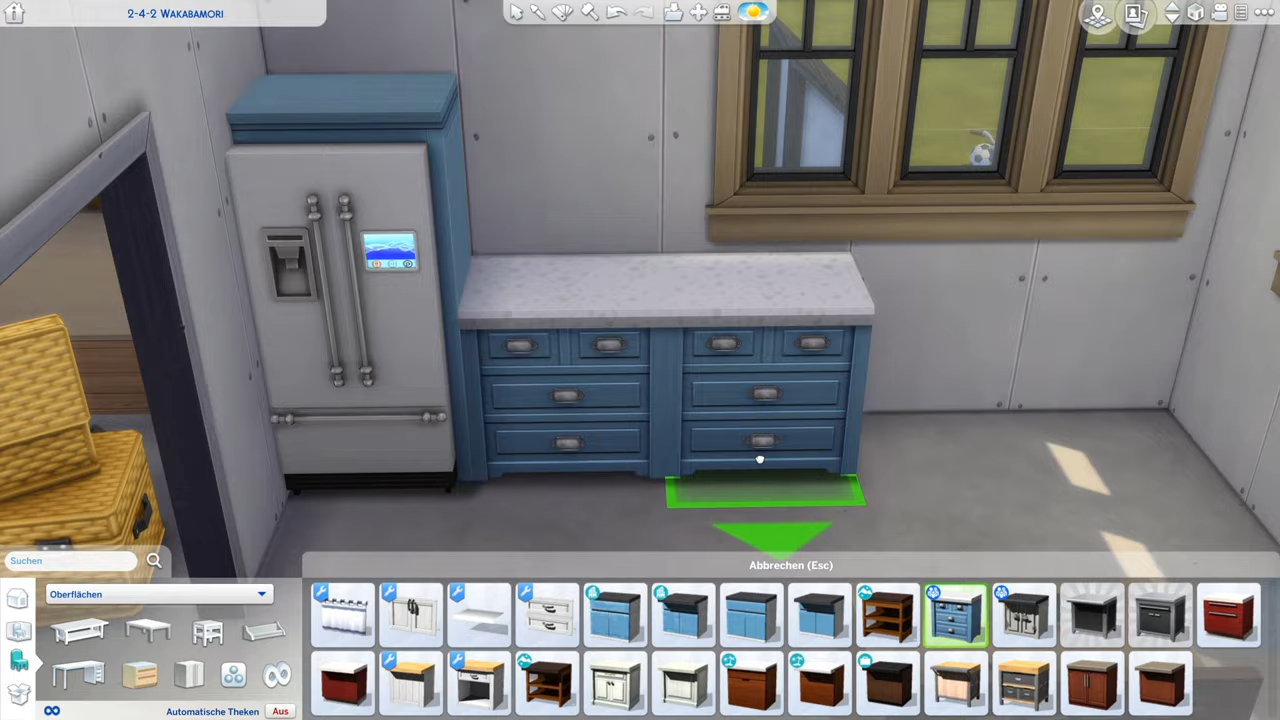 2-4-2 WAKABAMORI
Abbrechen (Esc)
Suchen
Oberflächen
Automatische Theken Aus